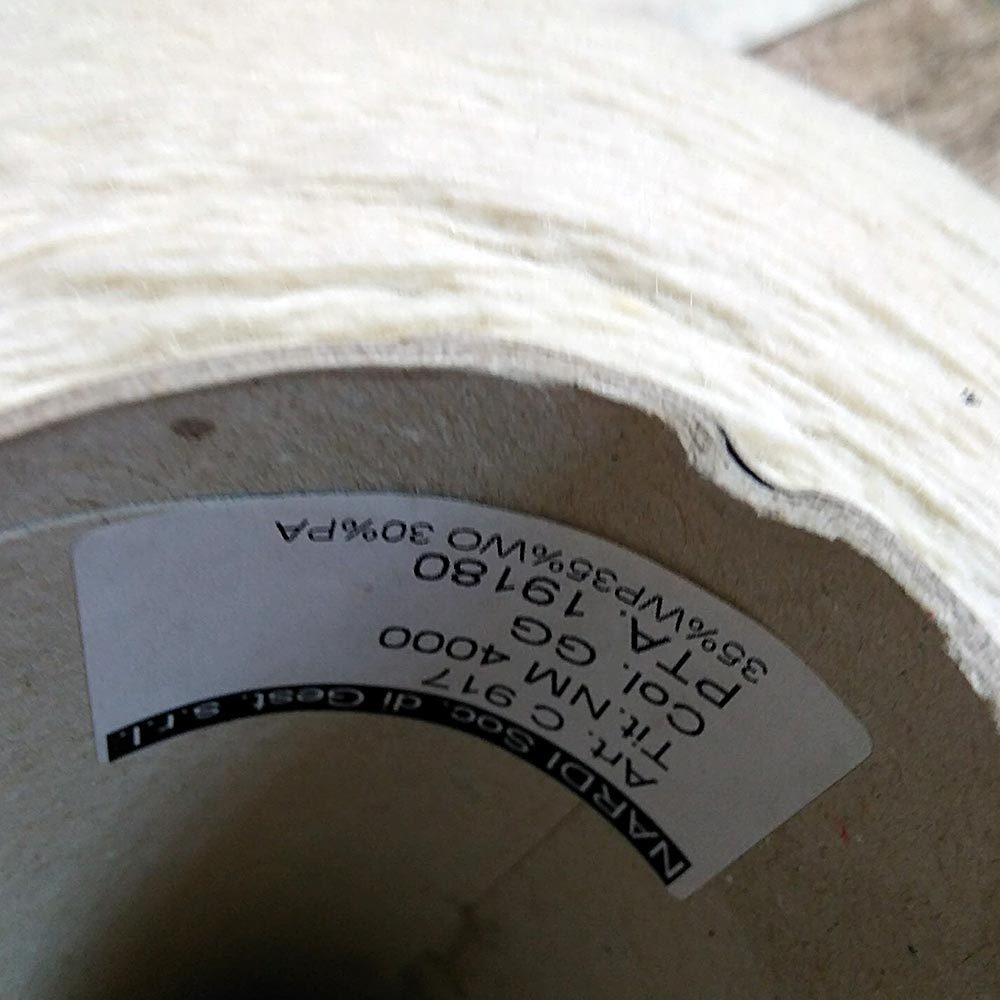 NARDI Soc. di Gest. s.r.l.
Art. C 917
Tit.NM 4000
Col. GG
PTA. 19180
35%WP35%WO 30%PA